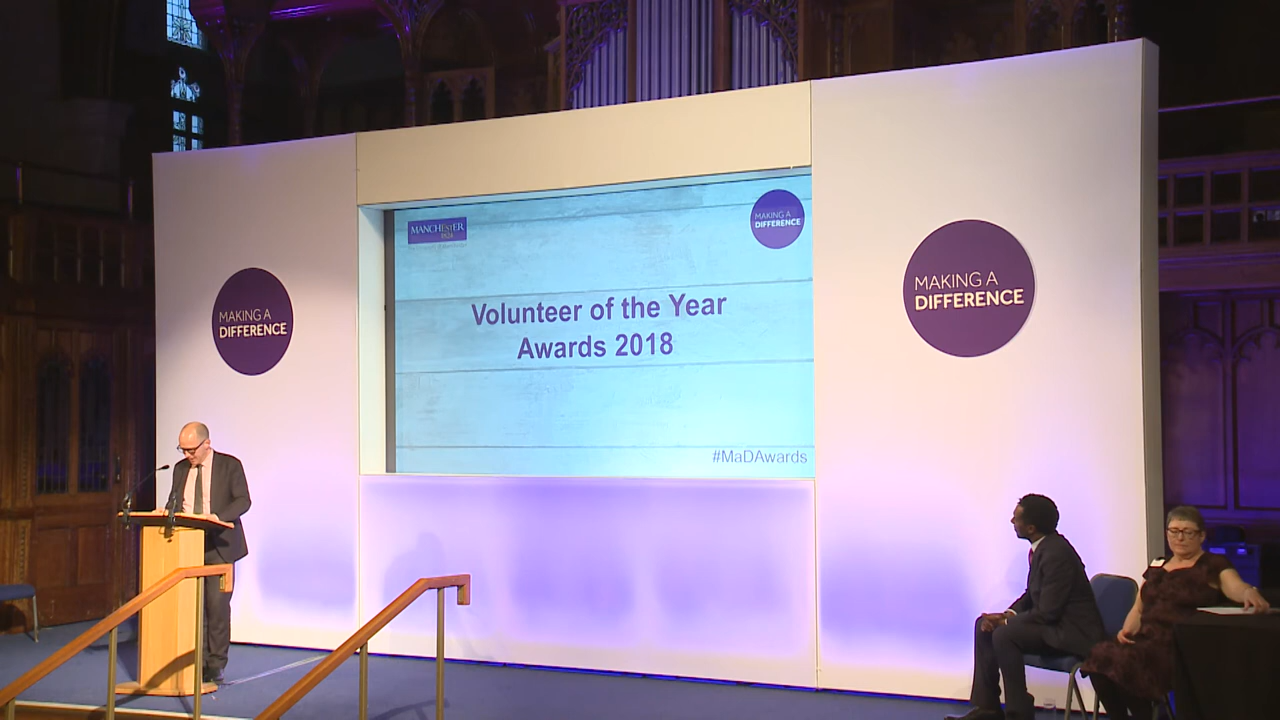 MANCHESTER
1824
MAKING A
DIFFERENCE
Volunteer of the Year
Awards 2018
#MaDAwards
MAKING A
DIFFERENCE
MAKING A
DIFFERENCE